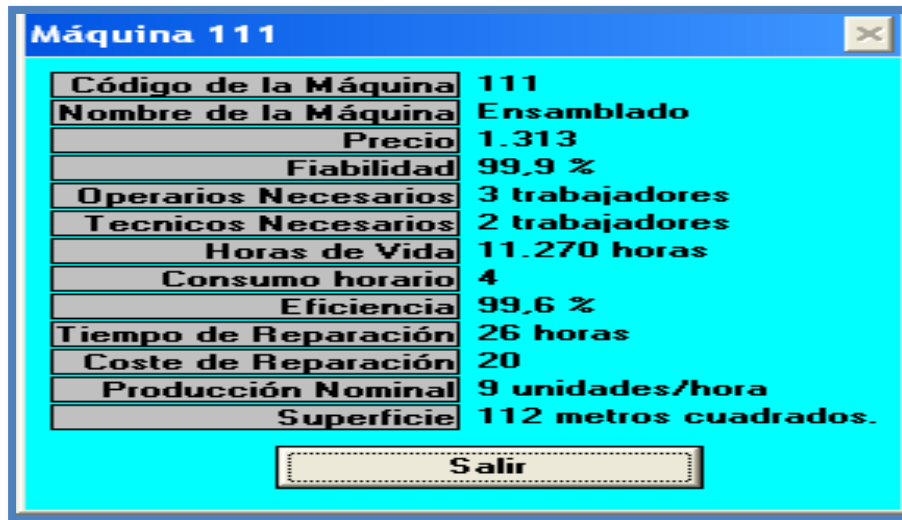 Máquina 111
Código de la Máquina 111
Nombre de la Máquina Ensamblado
Precio 1.313
Fiabilidad 99,9 %
Operarios Necesarios 3 trabajadores
Tecnicos Necesarios 2 trabajadores
Horas de Vida 11.270 horas
Consumo horario 4
Eficiencia 99,6 %
Tiempo de Reparación 26 horas
Coste de Reparación 20
Producción Nominal 9 unidades/hora
Superficie 112 metros cuadrados.
Salir